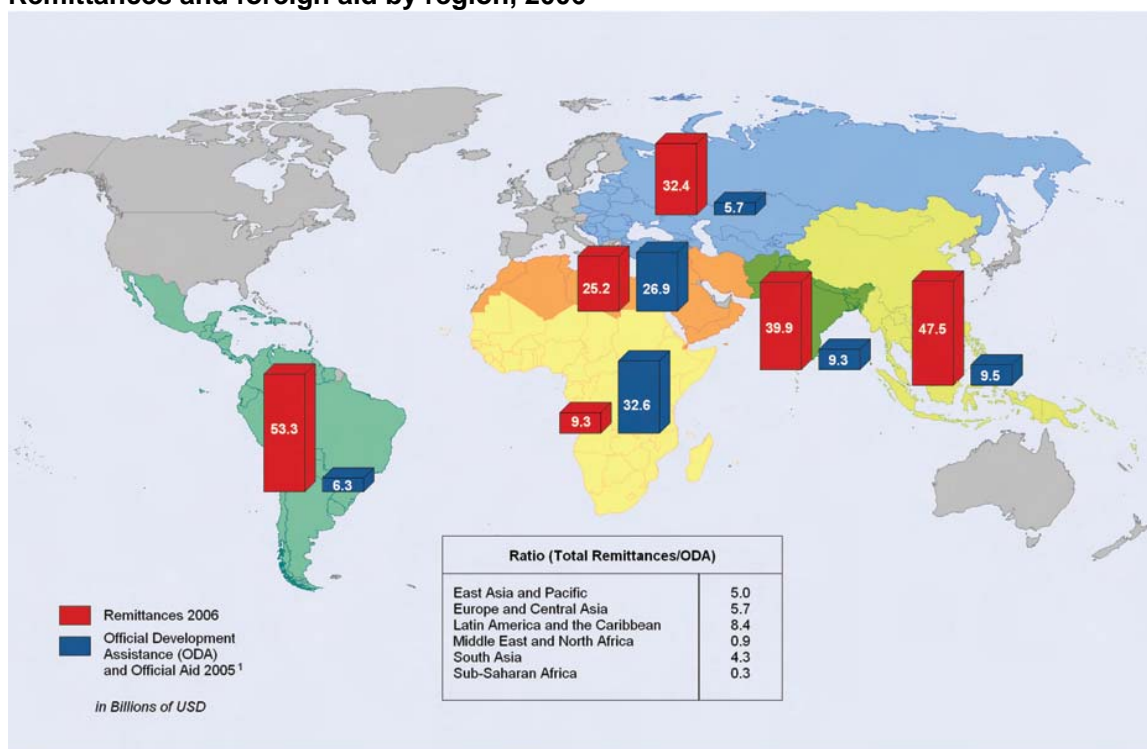 Remittances and foreign aid by region, 2006
32.4
5.7
25.2
26.9
39.9
9.3
47.5
9.5
53.3
6.3
9.3
32.6
Ratio (Total Remittances/ODA)
East Asia and Pacific 5.0
Europe and Central Asia 5.7
Latin America and the Caribbean 8.4
Middle East and North Africa 0.9
South Asia 4.3
Sub-Saharan Africa 0.3
Remittances 2006
Official Development
Assistance (ODA)
and Official Aid 2005 1
in Billions of USD